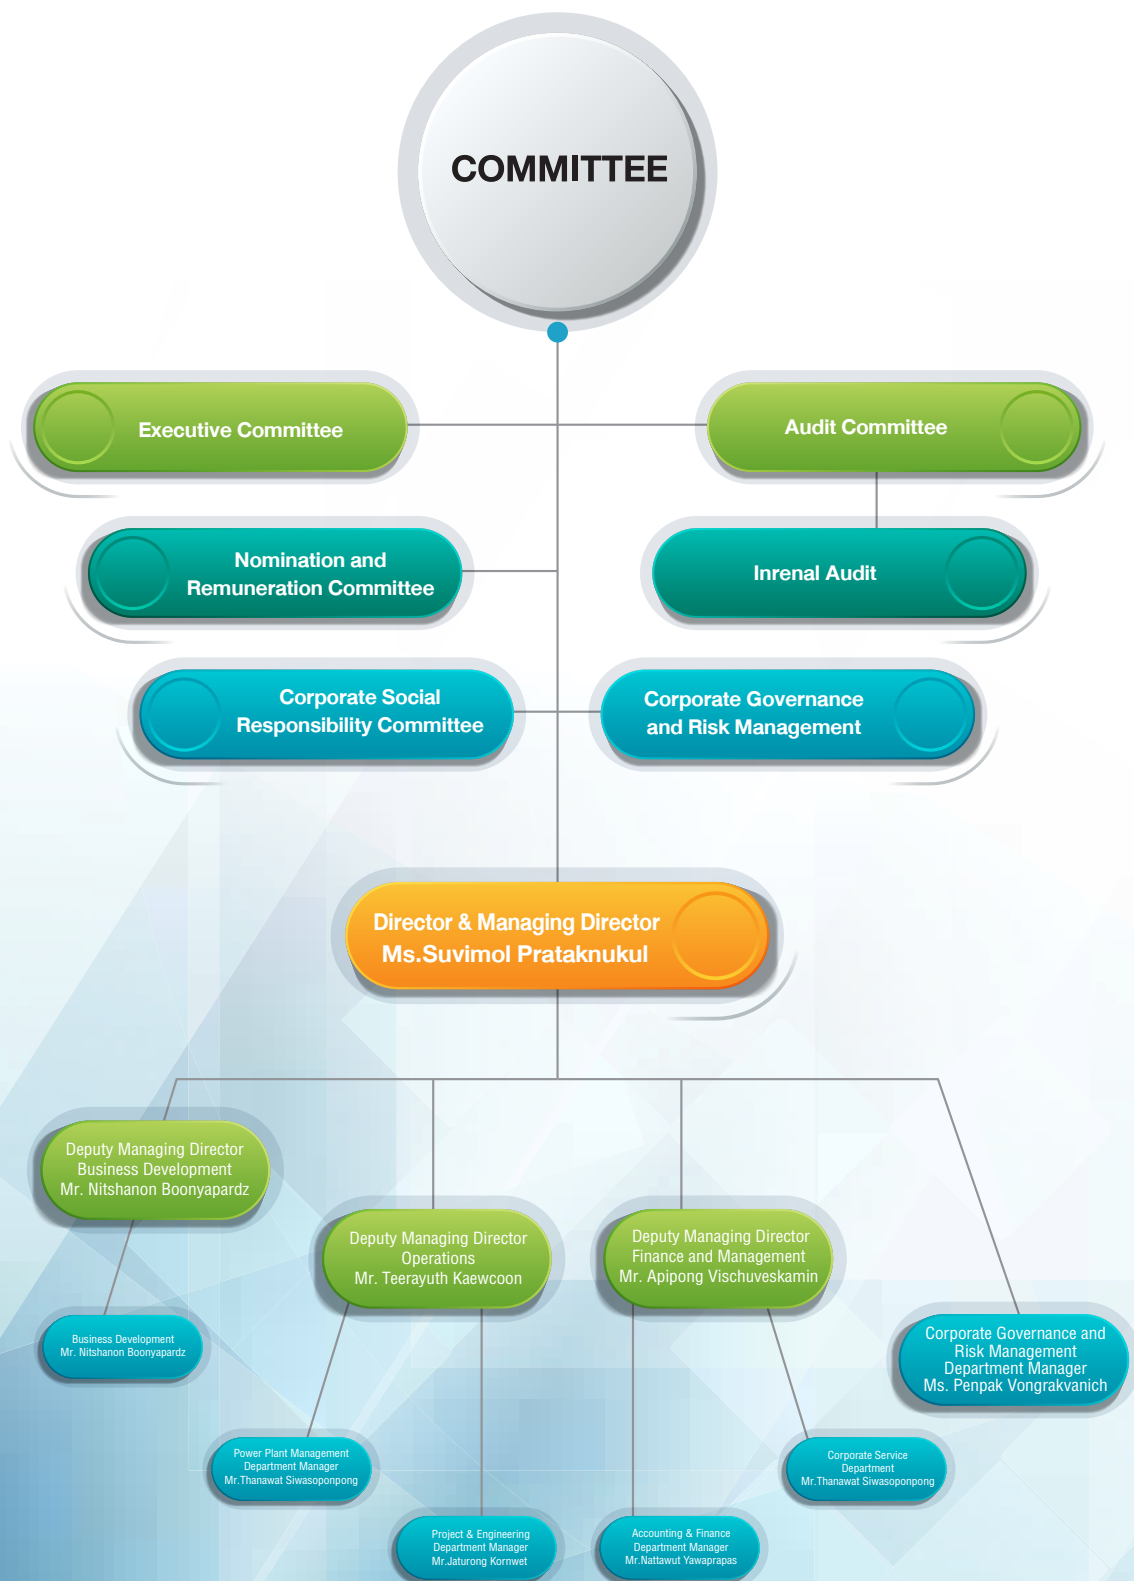 COMMITTEE
Executive Committee
Audit Committee
Nomination and
Remuneration Committee
Inrenal Audit
Corporate Social
Responsibility Committee
Corporate Governance
and Risk Management
Director & Managing Director
Ms.Suvimol Prataknukul
Deputy Managing Director
Business Development
Mr. Nitshanon Boonyapardz
Deputy Managing Director
Operations
Mr. Teerayuth Kaewcoon
Deputy Managing Director
Finance and Management
Mr. Apipong Vischuveskamin
Business Development
Mr. Nitshanon Boonyapardz
Corporate Governance and
Risk Management
Department Manager
Ms. Penpak Vongrakvanich
Power Plant Management
Department Manager
Mr.Thanawat Siwasoponpong
Corporate Service
Department
Mr.Thanawat Siwasoponpong
Project & Engineering
Department Manager
Mr.Jaturong Kornwet
Accounting & Finance
Department Manager
Mr.Nattawut Yawaprapas